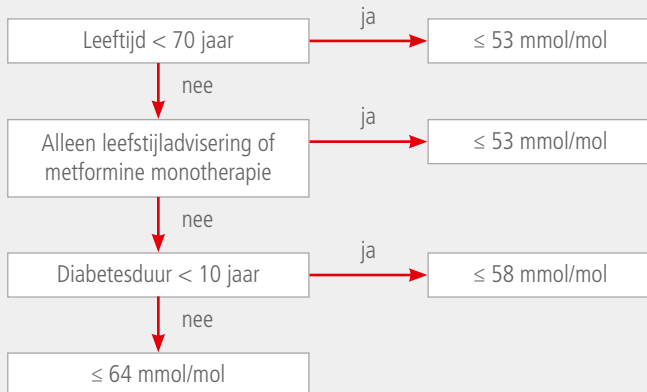 Leeftijd < 70 jaar
ja
≤ 53 mmol/mol
nee
Alleen leefstijladvisering of
metformine monotherapie
ja
≤ 53 mmol/mol
nee
Diabetesduur < 10 jaar
ja
≤ 58 mmol/mol
nee
≤ 64 mmol/mol